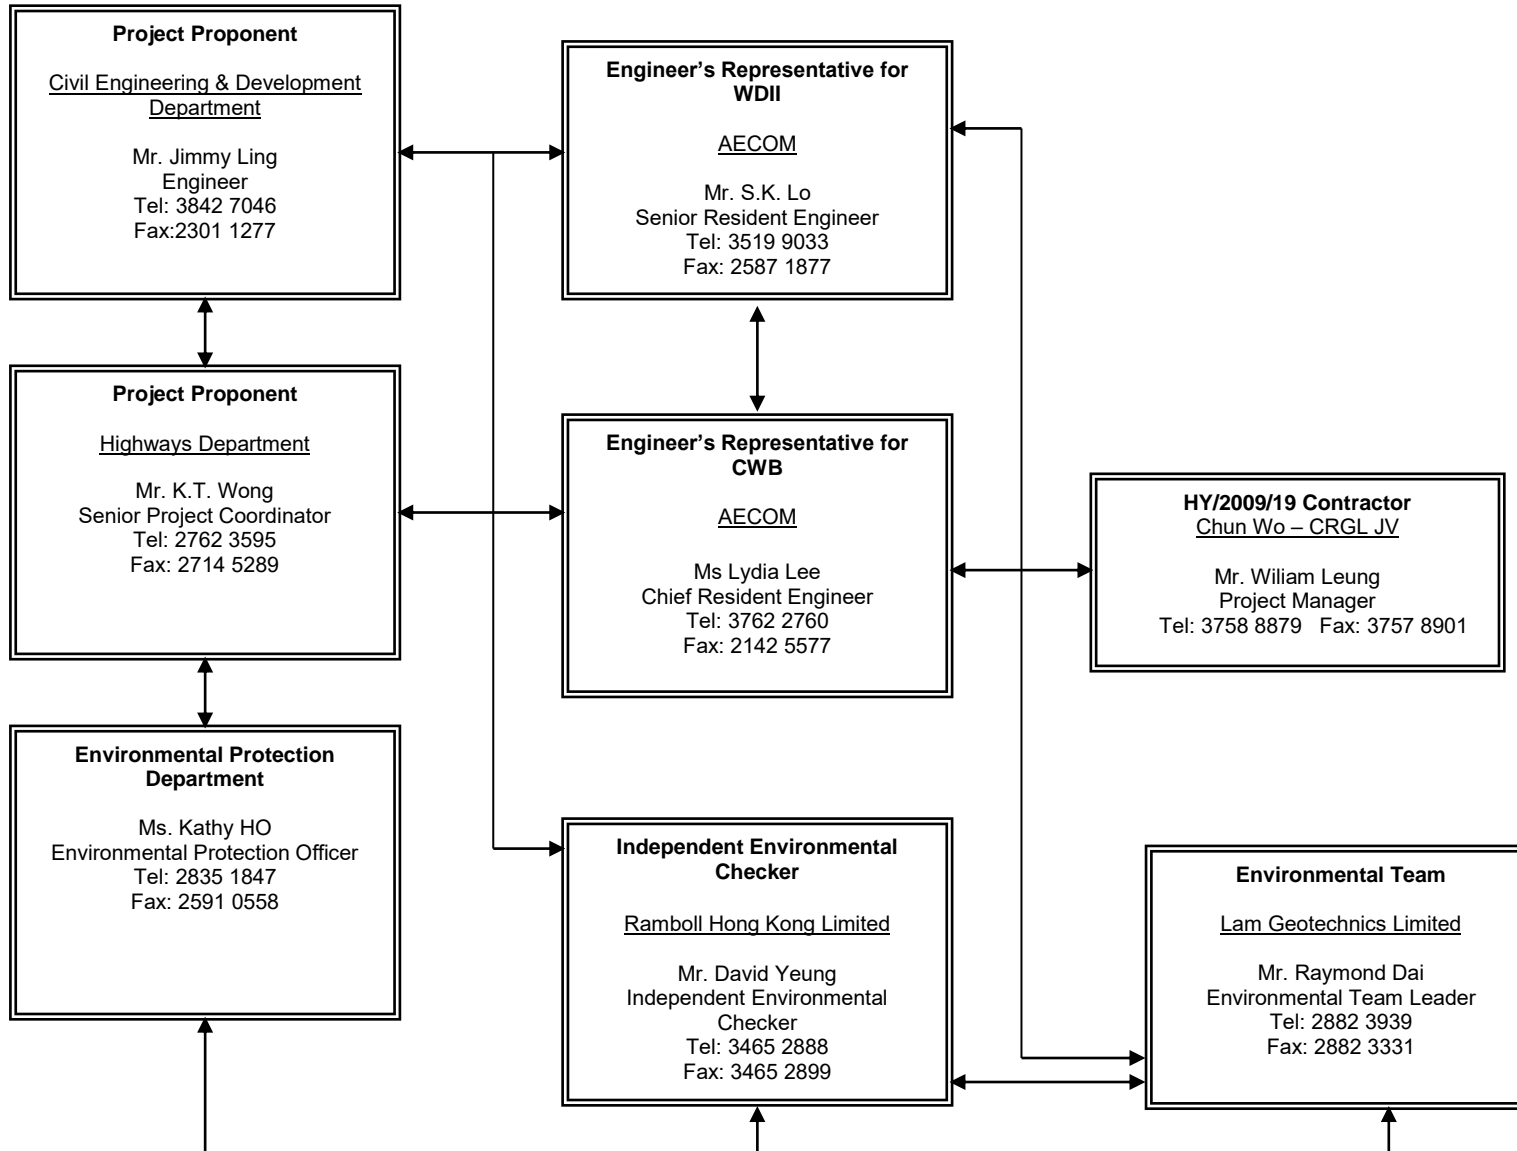 Project Proponent
Civil Engineering & Development
Department
Mr. Jimmy Ling
Engineer
Tel: 3842 7046
Fax:2301 1277
Engineer’s Representative for
WDII
AECOM
Mr. S.K. Lo
Senior Resident Engineer
Tel: 3519 9033
Fax: 2587 1877
Project Proponent
Highways Department
Mr. K.T. Wong
Senior Project Coordinator
Tel: 2762 3595
Fax: 2714 5289
Engineer’s Representative for
CWB
AECOM
Ms Lydia Lee
Chief Resident Engineer
Tel: 3762 2760
Fax: 2142 5577
HY/2009/19 Contractor
Chun Wo – CRGL JV
Mr. Wiliam Leung
Project Manager
Tel: 3758 8879   Fax: 3757 8901
Environmental Protection
Department
Ms. Kathy HO
Environmental Protection Officer
Tel: 2835 1847
Fax: 2591 0558
Independent Environmental
Checker
Ramboll Hong Kong Limited
Mr. David Yeung
Independent Environmental
Checker
Tel: 3465 2888
Fax: 3465 2899
Environmental Team
Lam Geotechnics Limited
Mr. Raymond Dai
Environmental Team Leader
Tel: 2882 3939
Fax: 2882 3331